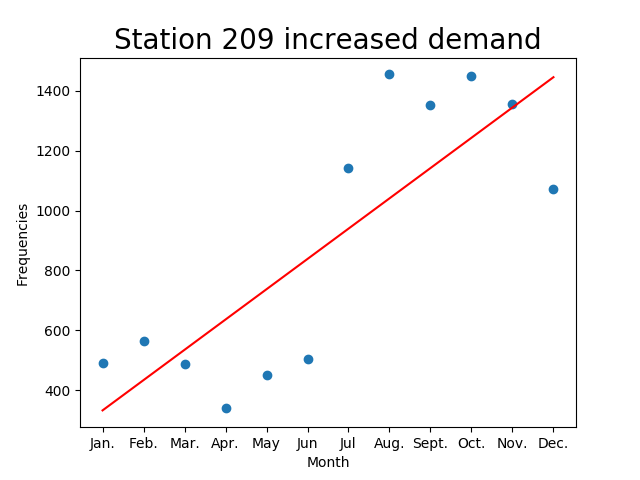 Station 209 increased demand
1400
1200
1000
800
600
400
Frequencies
Jan. Feb. Mar. Apr. May Jun Jul Aug. Sept. Oct. Nov. Dec.
Month